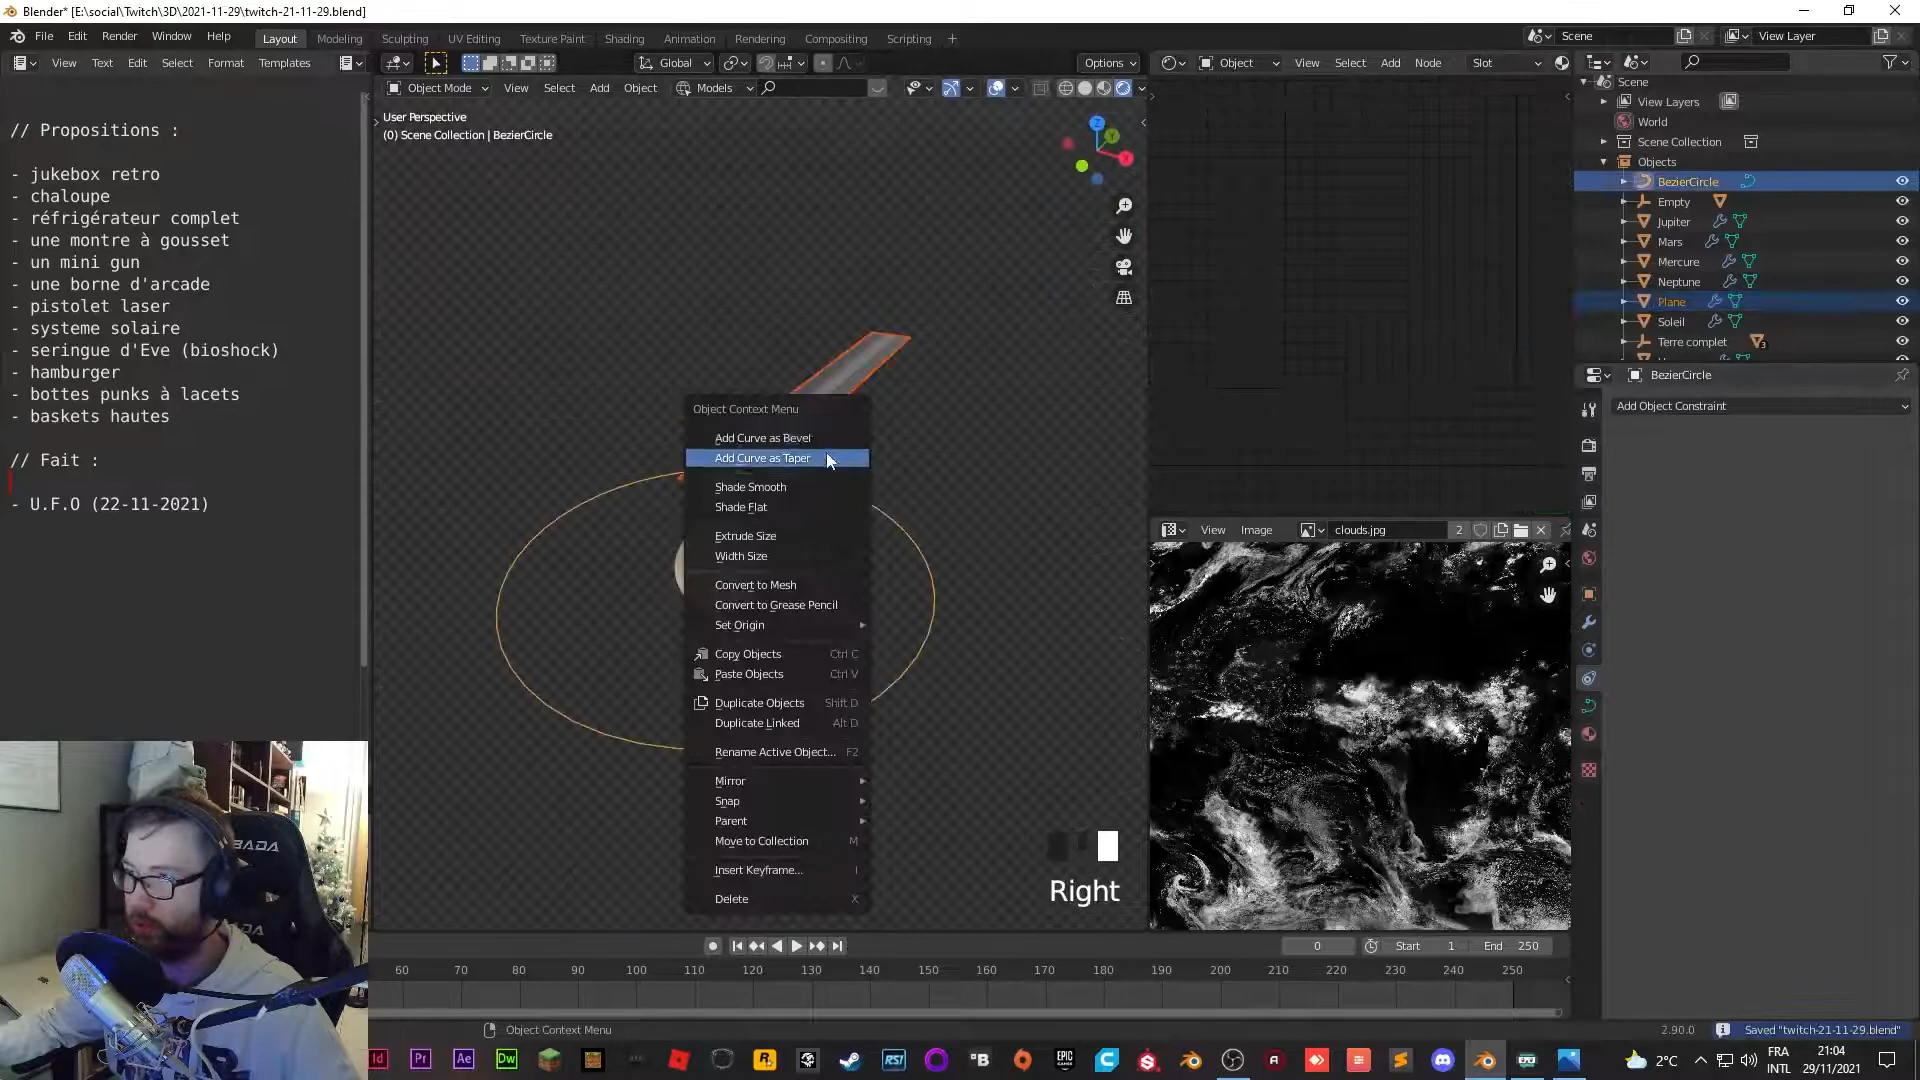 Blender* [E:\social\Twitch\3D\2021-11-29\twitch-21-11-29.blend]
File Edit Render Window Help Layout Modeling Sculpting UV Editing Texture Paint Shading Animation Rendering Compositing Scripting + Scene View Layer
View Text Edit Select Format Templates
Global Options
Object View Select Add Node Slot
Object Mode View Select Add Object Models
// Propositions :
- jukebox retro
- chaloupe
- réfrigérateur complet
- une montre à gousset
- un mini gun
- une borne d'arcade
- pistolet laser
- systeme solaire
- seringue d'Eve (bioshock)
- hamburger
- bottes punks à lacets
- baskets hautes
// Fait :
- U.F.O (22-11-2021)
User Perspective
(0) Scene Collection | BezierCircle
Z
Y
X
Object Context Menu
Add Curve as Bevel
Add Curve as Taper
Shade Smooth
Shade Flat
Extrude Size
Width Size
Convert to Mesh
Convert to Grease Pencil
Set Origin
Copy Objects Ctrl C
Paste Objects Ctrl V
Duplicate Objects Shift D
Duplicate Linked Alt D
Rename Active Object... F2
Mirror
Snap
Parent
Move to Collection M
Insert Keyframe... I
Delete X
Right
View Image clouds.jpg 2
Scene
View Layers
World
Scene Collection
Objects
BezierCircle
Empty
Jupiter
Mars
Mercure
Neptune
Plane
Soleil
Terre complet 3
BezierCircle
Add Object Constraint
0 Start 1 End 250
60 70 80 90 100 110 120 130 140 150 160 170 180 190 200 210 220 230 240 250
Object Context Menu
2.90.0 Saved "twitch-21-11-29.blend"
Id Pr Ae Dw
RSI
EPIC GAMES
2°C
FRA
INTL
21:04
29/11/2021